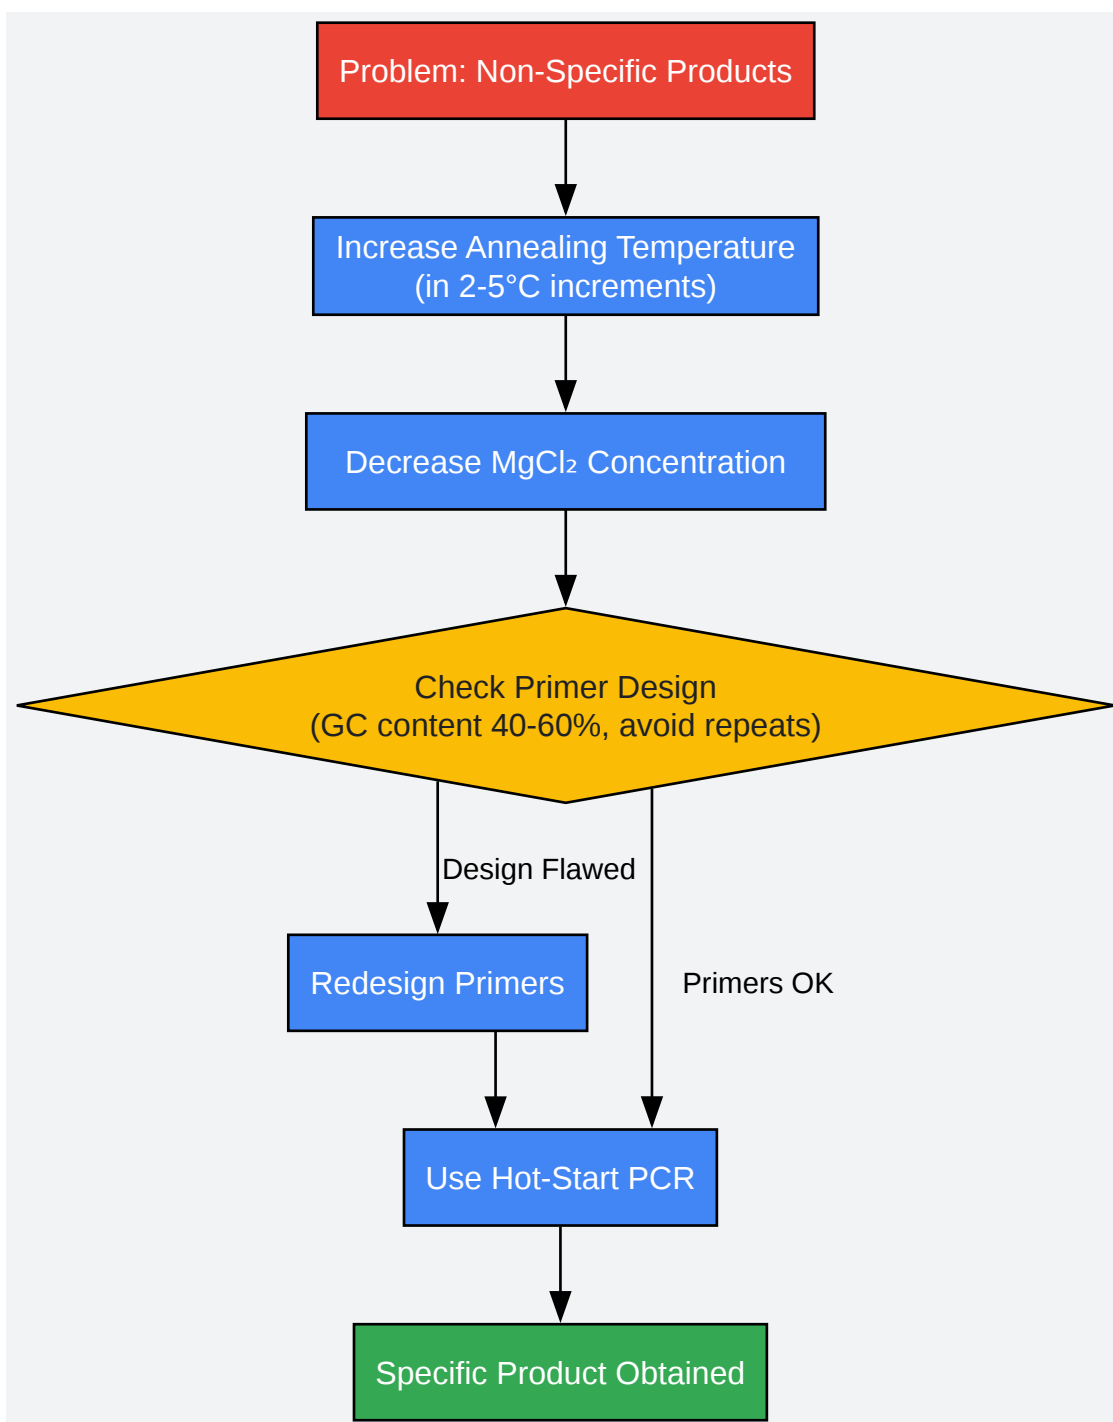 Problem: Non-Specific Products
Increase Annealing Temperature
(in 2-5°C increments)
Decrease MgCl₂ Concentration
Check Primer Design
(GC content 40-60%, avoid repeats)
Design Flawed
Redesign Primers
Primers OK
Use Hot-Start PCR
Specific Product Obtained